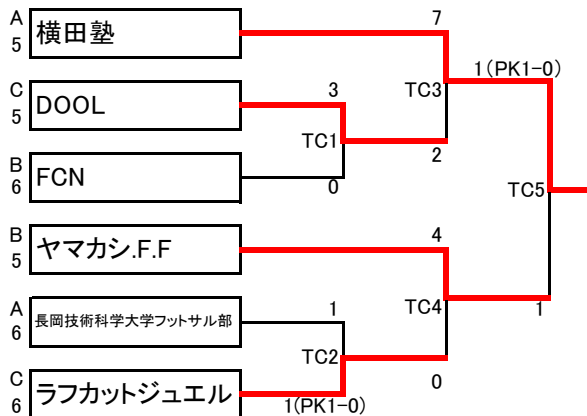 A
5
横田塾
7
1(PK1-0)
C
5
DOOL
3
TC3
TC1
2
B
6
FCN
0
TC5
B
5
ヤマカシ.F.F
4
A
6
長岡技術科学大学フットサル部
1
TC4
1
TC2
C
6
ラフカットジュエル
0
1(PK1-0)